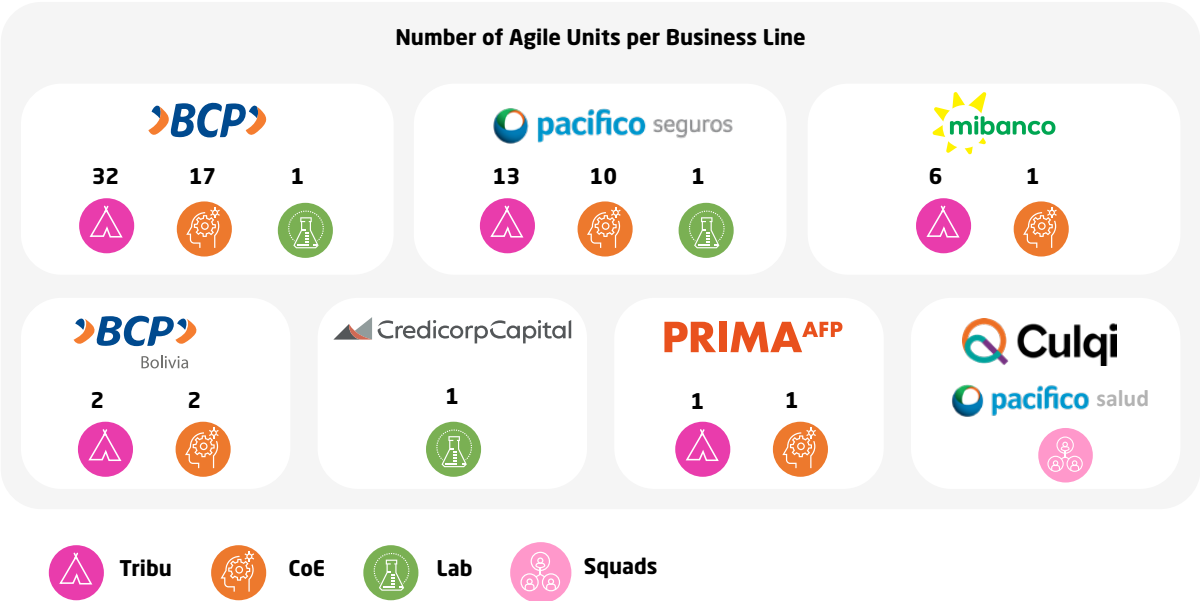 Number of Agile Units per Business Line
BCP
pacifico seguros
mibanco
32 17 1
13 10 1
6 1
BCP
Bolivia
CredicorpCapital
PRIMA AFP
Culqi
pacifico salud
2 2
1
1 1
Tribu CoE Lab Squads